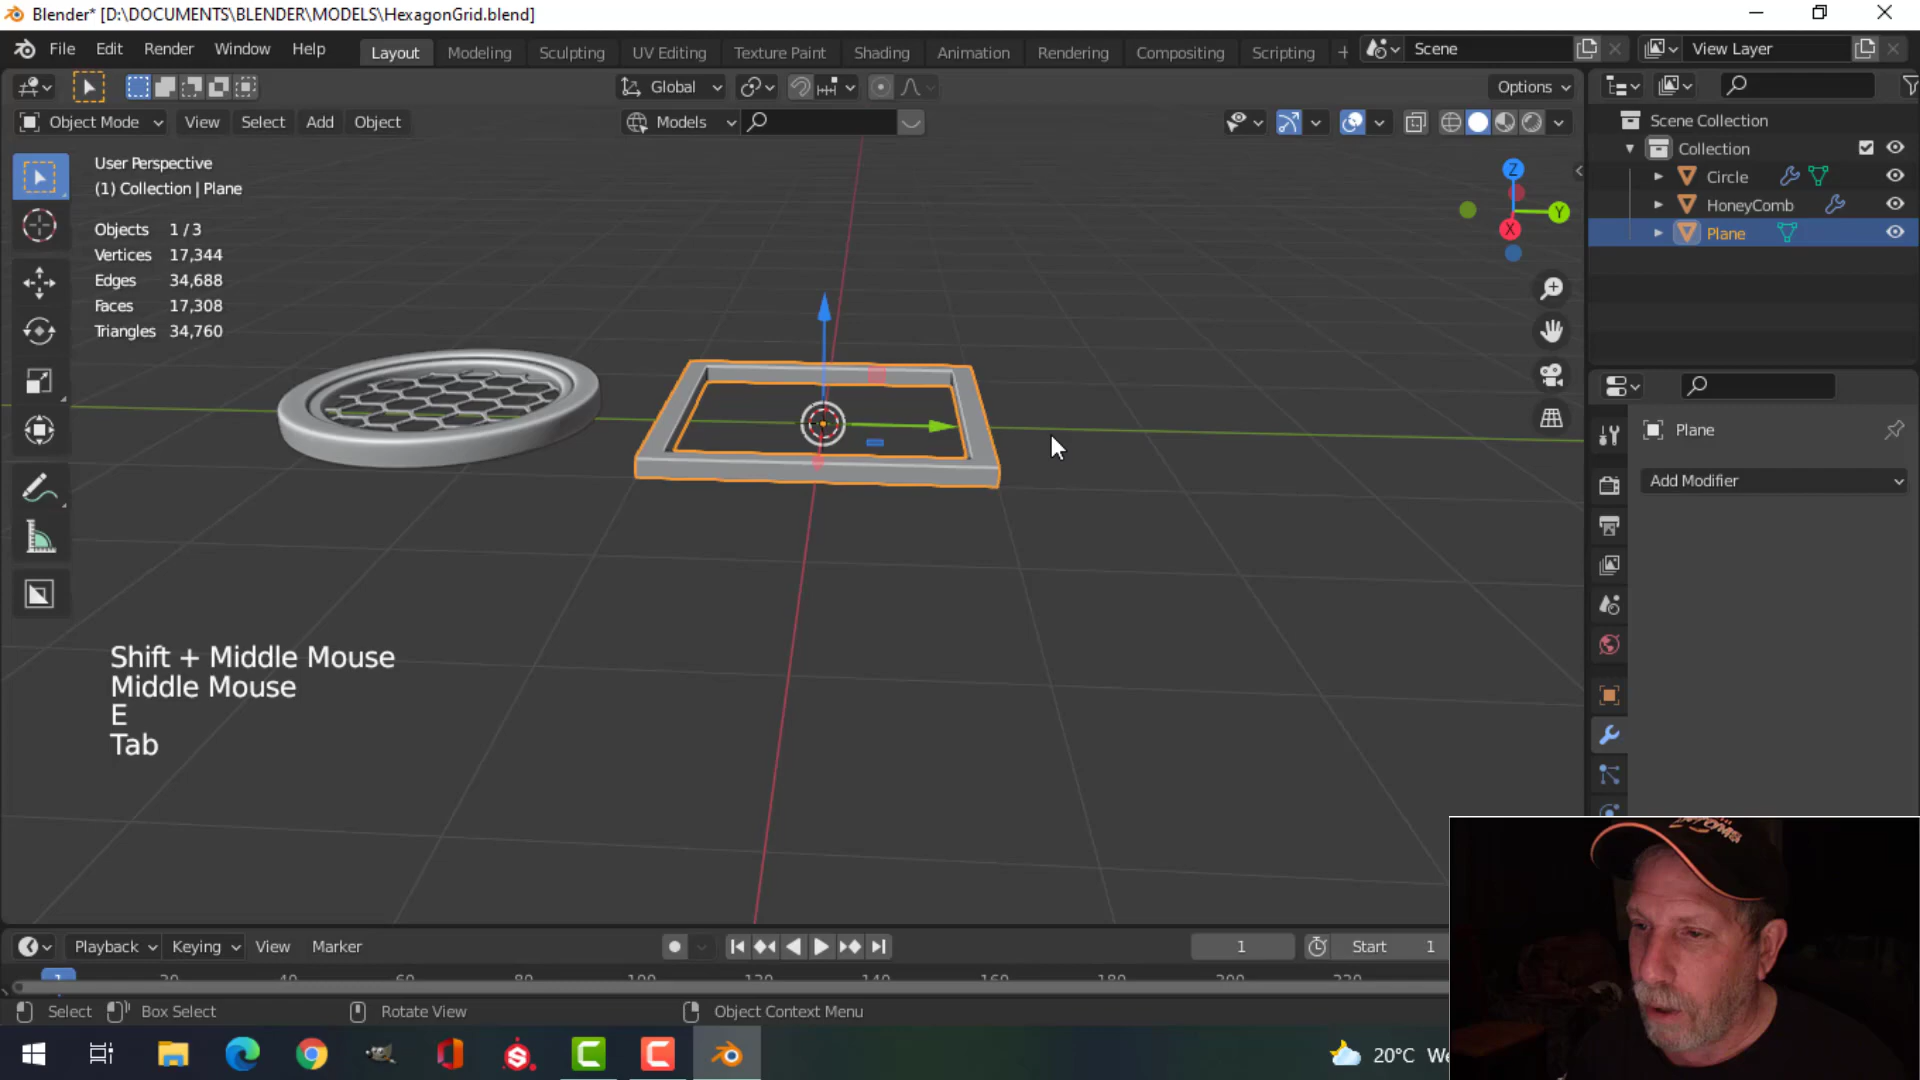 Blender* [D:\DOCUMENTS\BLENDER\MODELS\HexagonGrid.blend]
File Edit Render Window Help Layout Modeling Sculpting UV Editing Texture Paint Shading Animation Rendering Compositing Scripting + Scene View Layer
Global Options
Object Mode View Select Add Object Models
User Perspective
(1) Collection | Plane
Objects 1 / 3
Vertices 17,344
Edges 34,688
Faces 17,308
Triangles 34,760
Scene Collection
Collection
Circle
HoneyComb
Plane
Z
Y
X
Plane
Add Modifier
Shift + Middle Mouse
Middle Mouse
E
Tab
Playback Keying View Marker 1 Start 1
1
Select Box Select Rotate View Object Context Menu
20°C